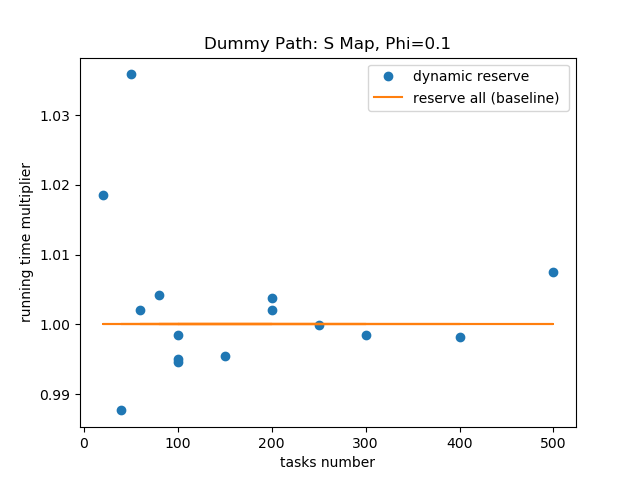 Dummy Path: S Map, Phi=0.1
dynamic reserve
reserve all (baseline)
running time multiplier
1.03
1.02
1.01
1.00
0.99
0 100 200 300 400 500
tasks number